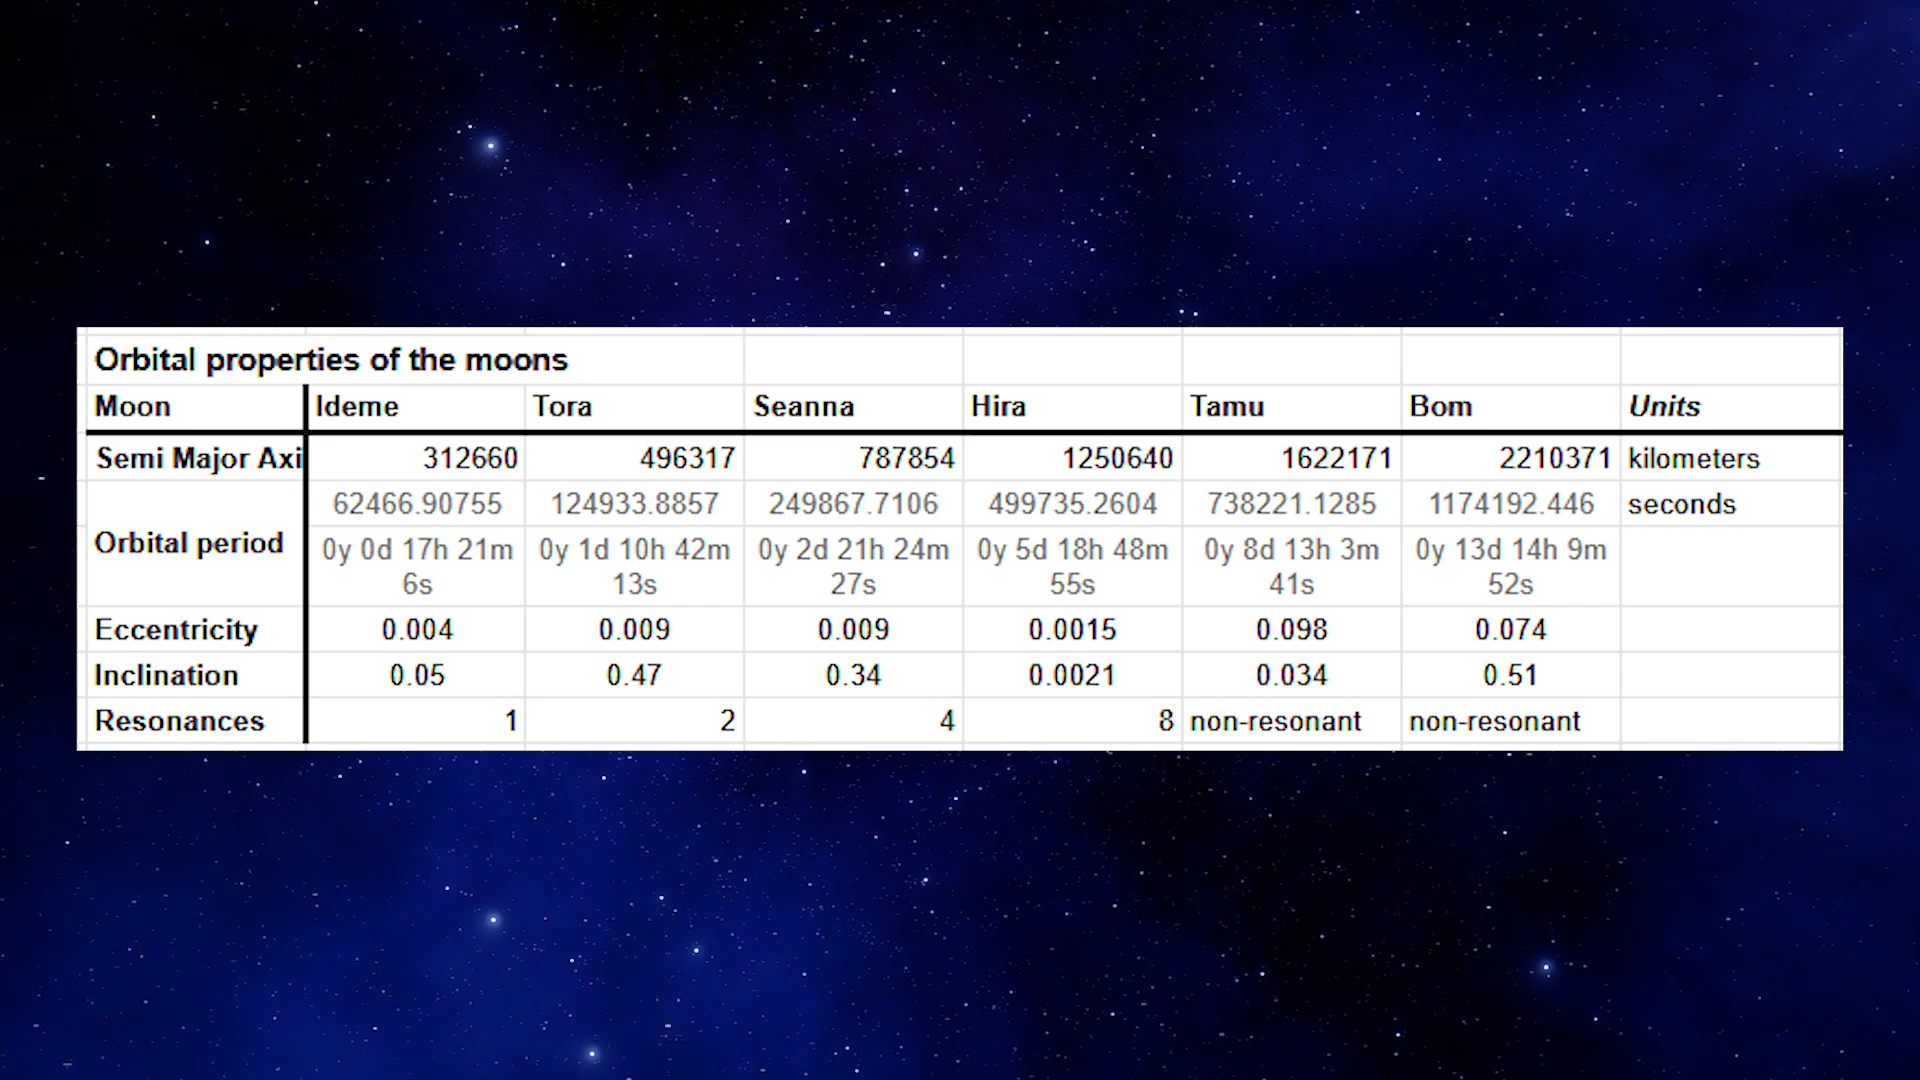 Orbital properties of the moons
Moon Ideme Tora Seanna Hira Tamu Bom Units
Semi Major Axi 312660 496317 787854 1250640 1622171 2210371 kilometers
Orbital period 62466.90755 124933.8857 249867.7106 499735.2604 738221.1285 1174192.446 seconds
0y 0d 17h 21m 0y 1d 10h 42m 0y 2d 21h 24m 0y 5d 18h 48m 0y 8d 13h 3m 0y 13d 14h 9m
6s 13s 27s 55s 41s 52s
Eccentricity 0.004 0.009 0.009 0.0015 0.098 0.074
Inclination 0.05 0.47 0.34 0.0021 0.034 0.51
Resonances 1 2 4 8 non-resonant non-resonant